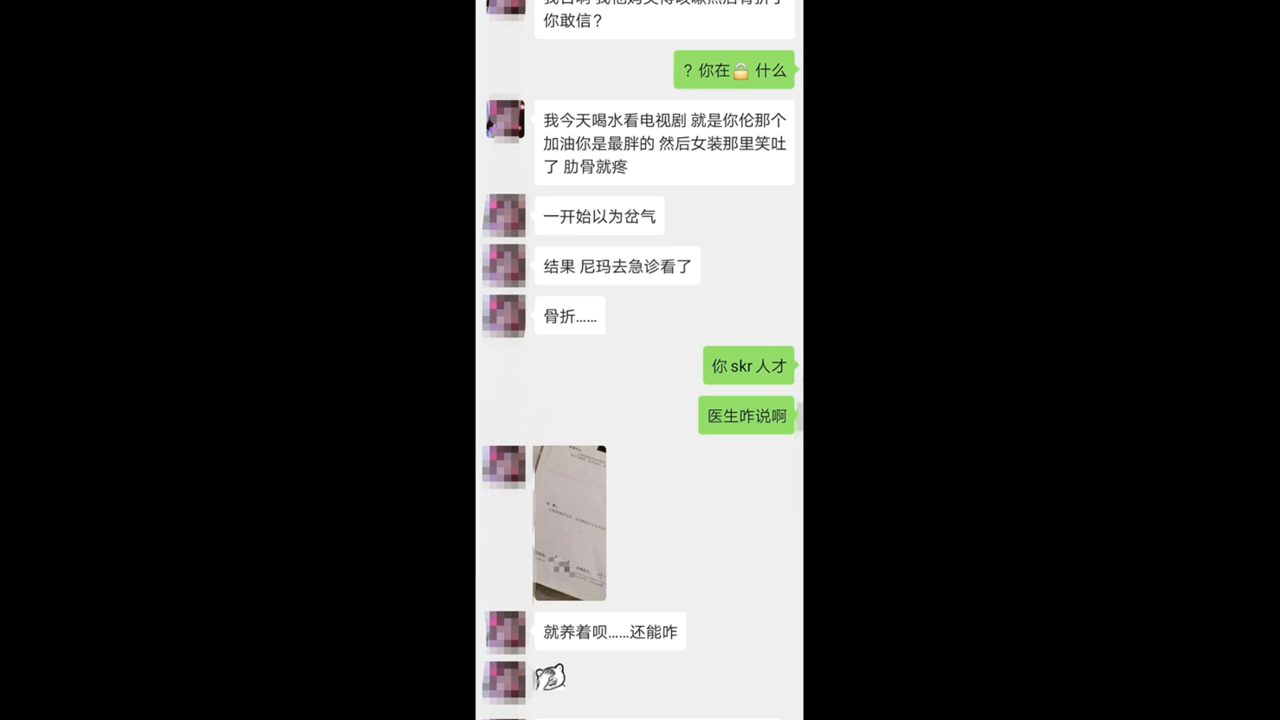 你敢信？
？你在🔒什么
我今天喝水看电视剧 就是你伦那个
加油你是最胖的 然后女装那里笑吐
了 肋骨就疼
一开始以为岔气
结果 尼玛去急诊看了
骨折……
你 skr 人才
医生咋说啊
就养着呗……还能咋